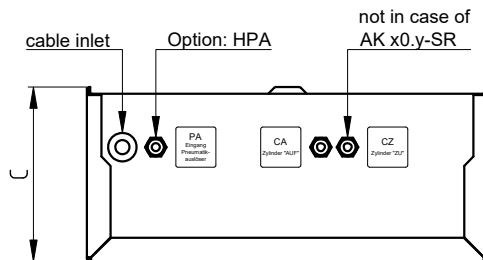 not in case of
cable inlet
Option: HPA
AK x0.y-SR
PA
Eingang
Pneumatik-
auslöser
CA
Zylinder "AUF"
CZ
Zylinder "ZU"
C